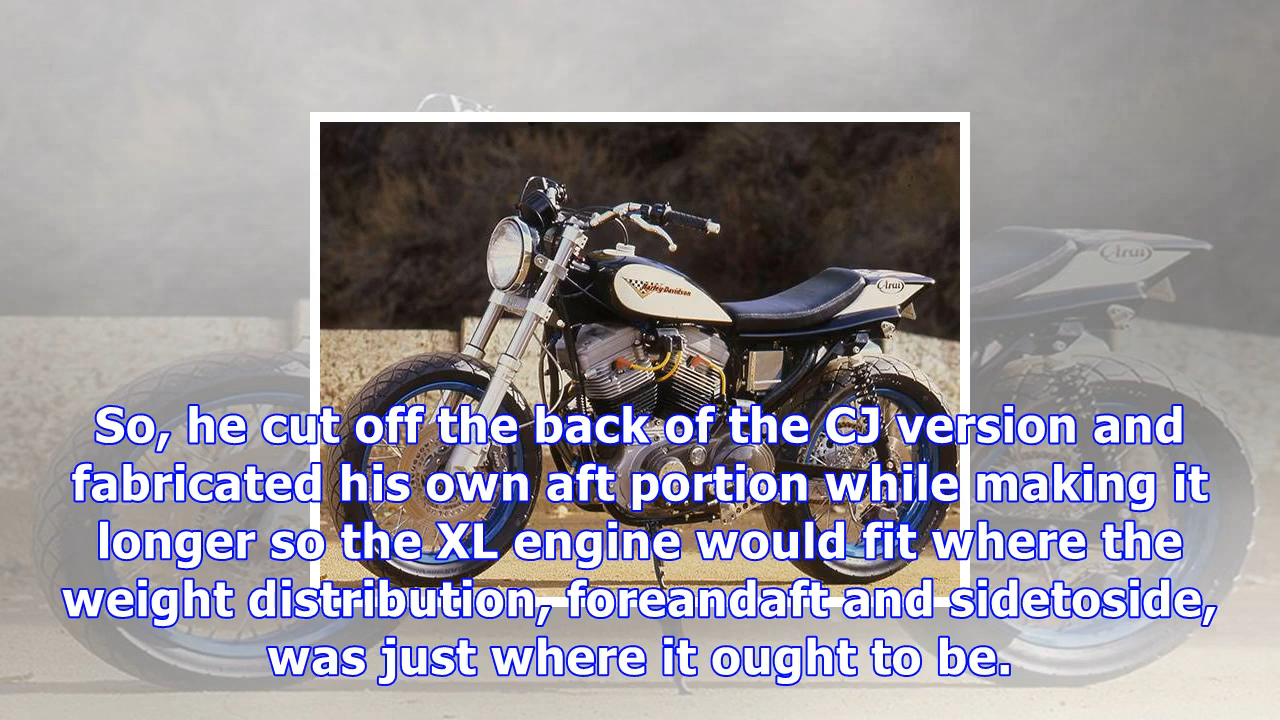 Harley-Davidson
Arai
Arai
So, he cut off the back of the CJ version and
fabricated his own aft portion while making it
longer so the XL engine would fit where the
weight distribution, foreandaft and sidetoside,
was just where it ought to be.